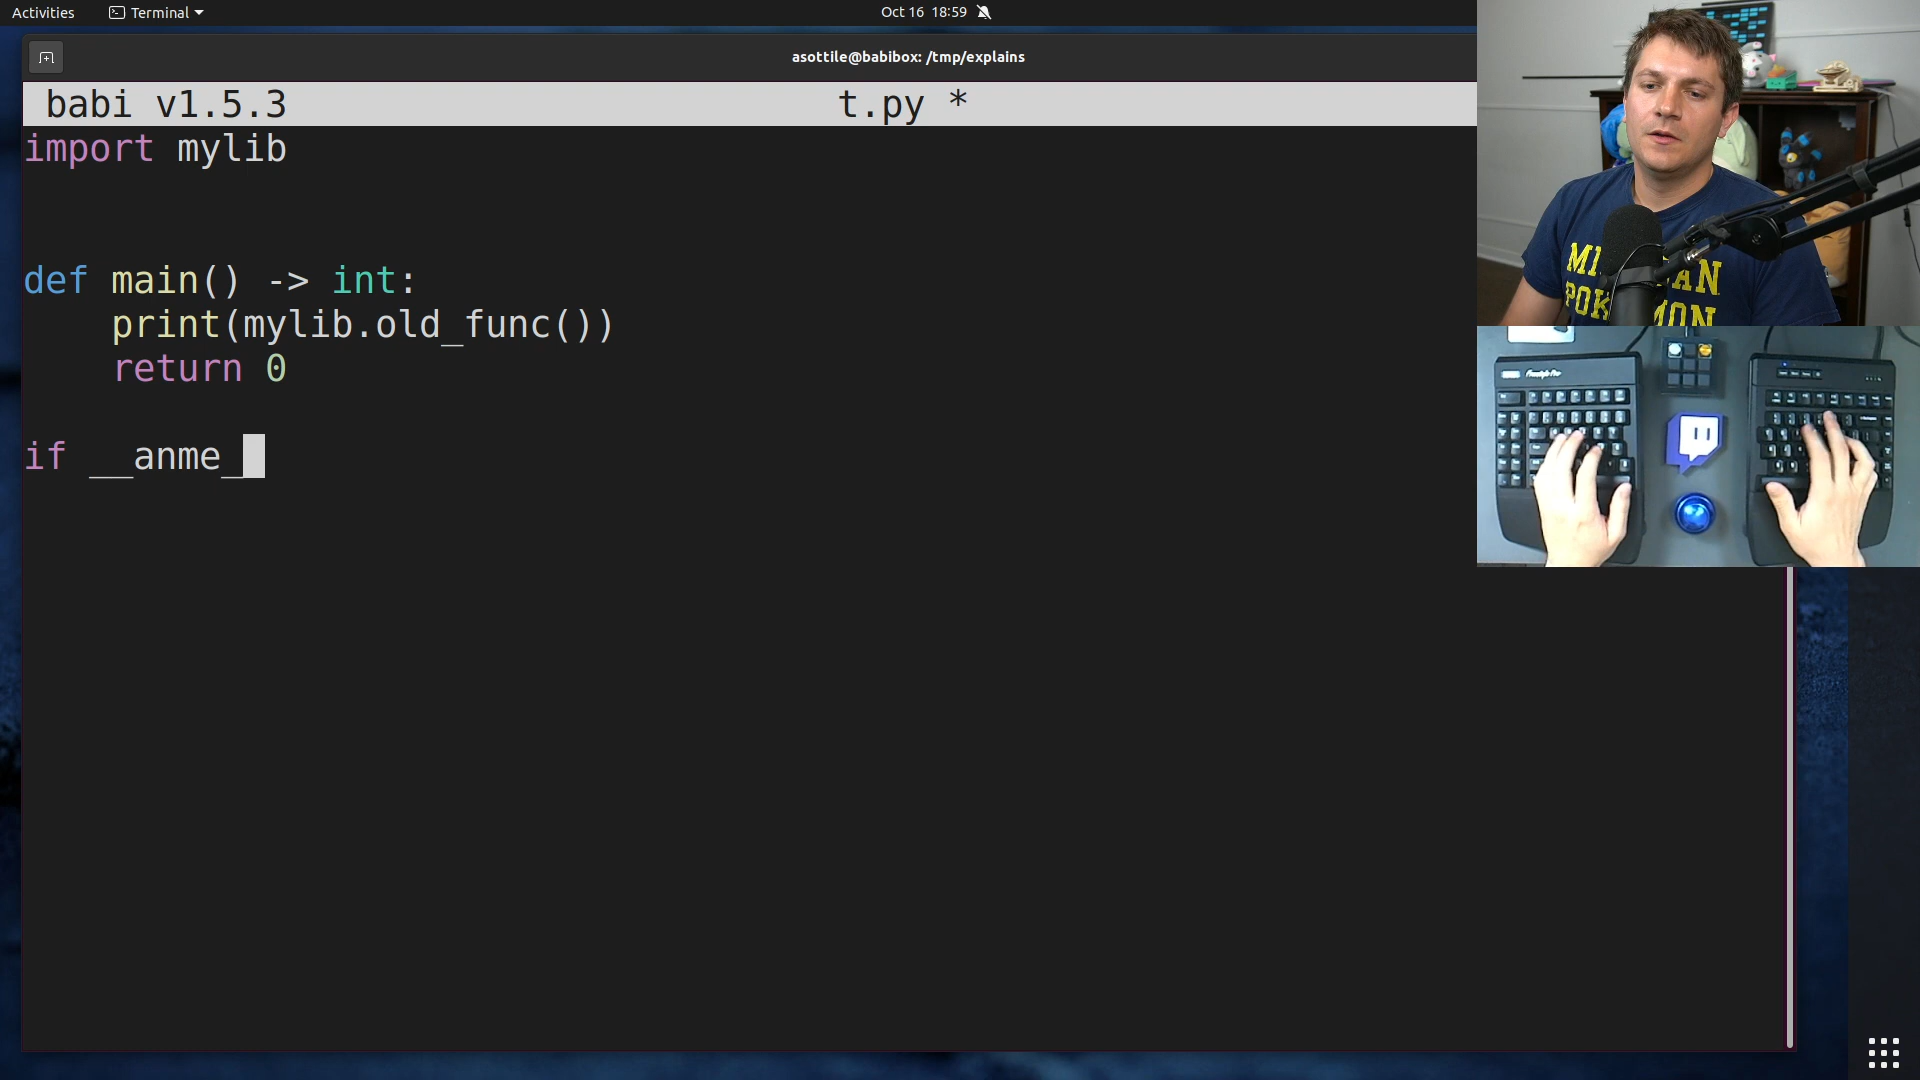 Activities Terminal Oct 16 18:59
asottile@babibox: /tmp/explains
babi v1.5.3 t.py *
import mylib
def main() -> int:
    print(mylib.old_func())
    return 0
if __anme_